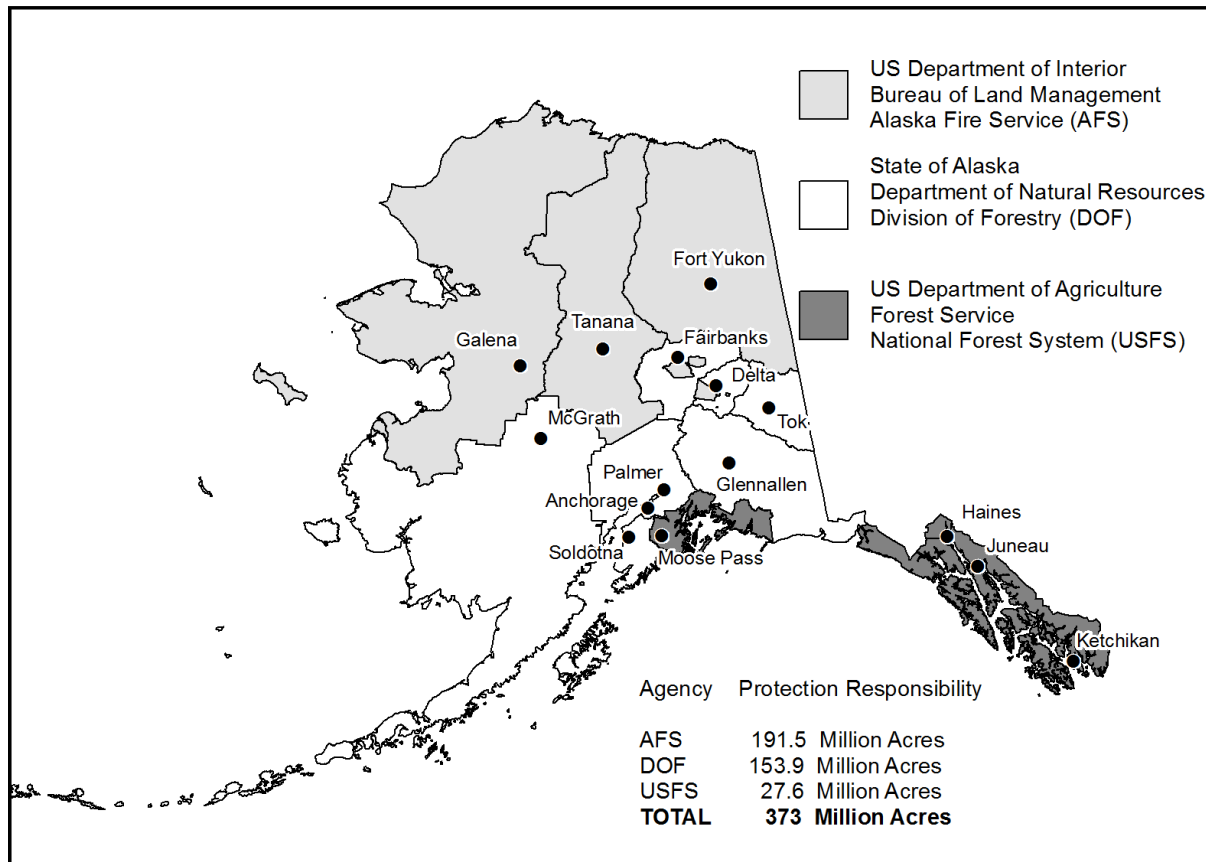 US Department of Interior
Bureau of Land Management
Alaska Fire Service (AFS)
State of Alaska
Department of Natural Resources
Division of Forestry (DOF)
US Department of Agriculture
Forest Service
National Forest System (USFS)
Fort Yukon
Tanana
Fairbanks
Galena
Delta
McGrath
Tok
Palmer
Glennallen
Anchorage
Haines
Soldotna
Moose Pass
Juneau
Ketchikan
Agency Protection Responsibility
AFS 191.5 Million Acres
DOF 153.9 Million Acres
USFS 27.6 Million Acres
TOTAL 373 Million Acres